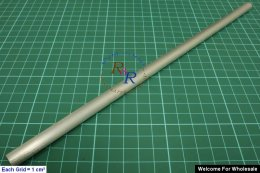 R R
Each Grid = 1 cm²
Welcome For Wholesale